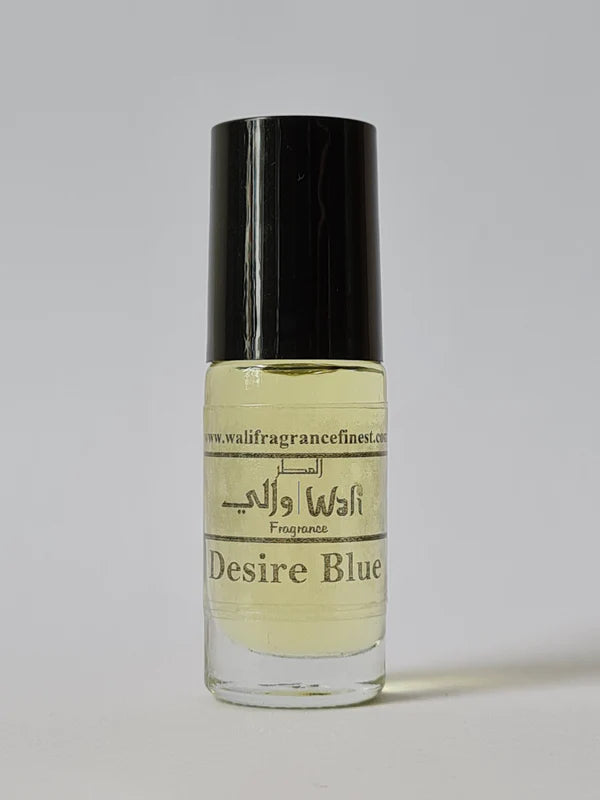 www.walifragrancefinest.com
العطر
والي | Wali
Fragrance
Desire Blue